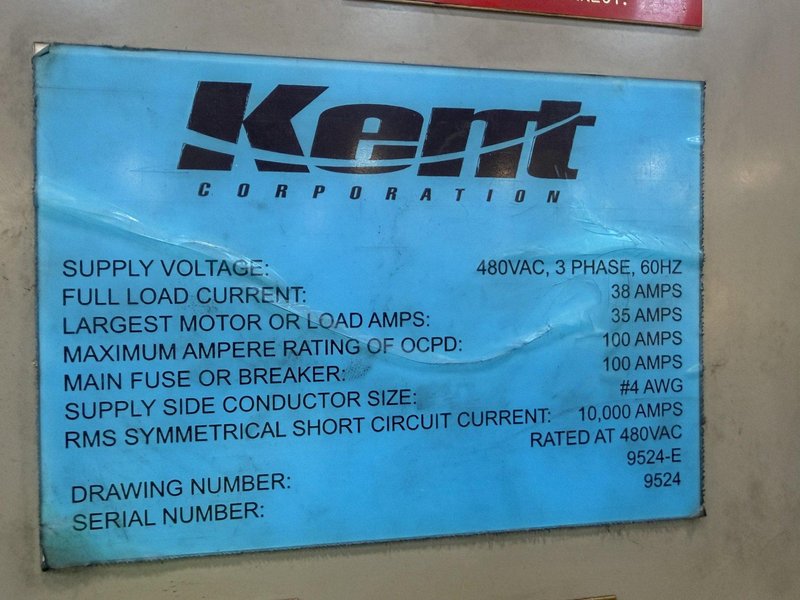 Kent
CORPORATION
SUPPLY VOLTAGE: 480VAC, 3 PHASE, 60HZ
FULL LOAD CURRENT: 38 AMPS
LARGEST MOTOR OR LOAD AMPS: 35 AMPS
MAXIMUM AMPERE RATING OF OCPD: 100 AMPS
MAIN FUSE OR BREAKER: 100 AMPS
SUPPLY SIDE CONDUCTOR SIZE: #4 AWG
RMS SYMMETRICAL SHORT CIRCUIT CURRENT: 10,000 AMPS
RATED AT 480VAC
DRAWING NUMBER: 9524-E
SERIAL NUMBER: 9524